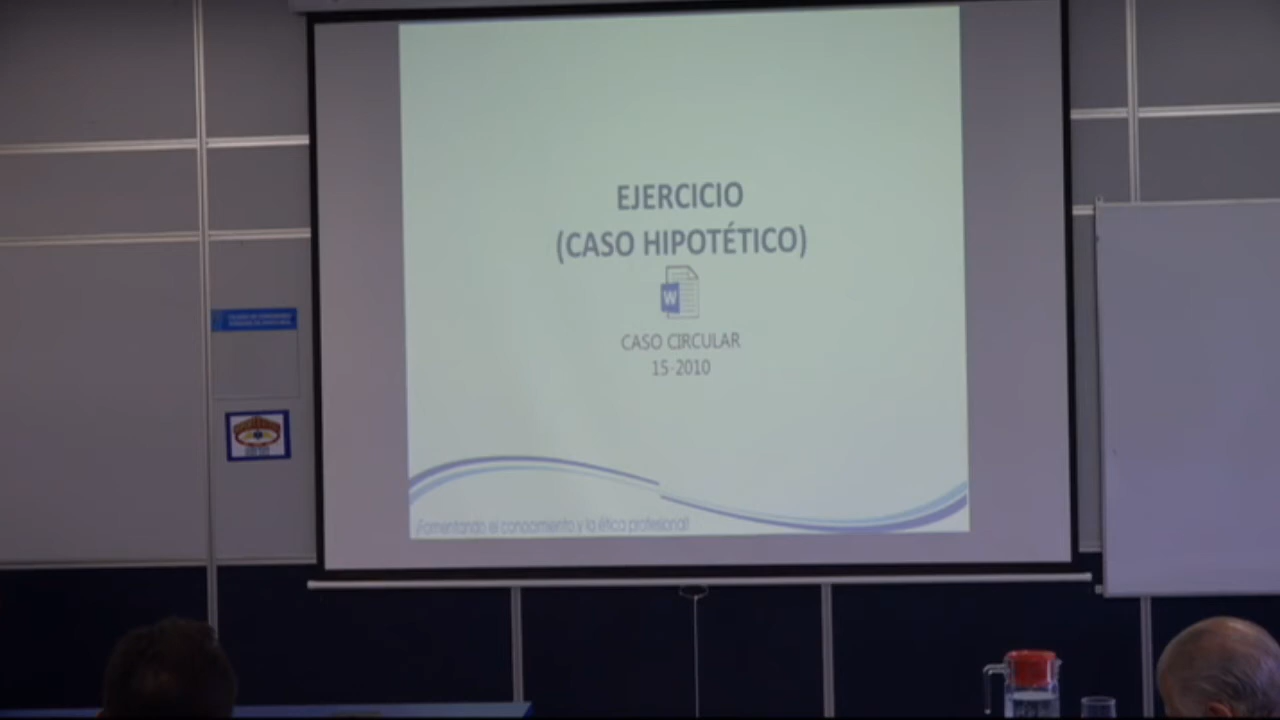 EJERCICIO
(CASO HIPOTÉTICO)
W
CASO CIRCULAR
15-2010
¡Fomentando el conocimiento y la ética profesional!